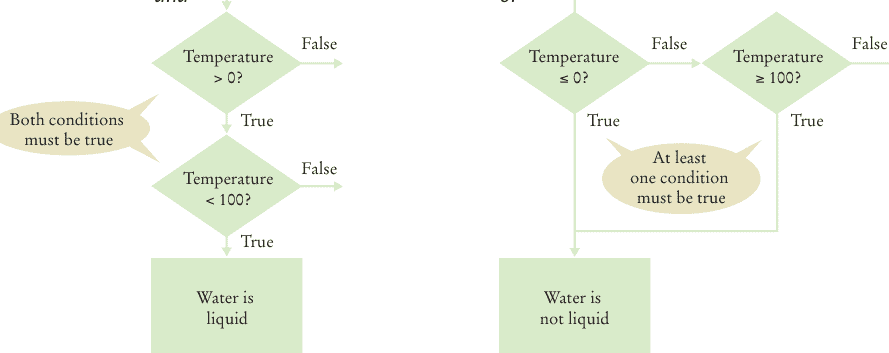 Temperature
> 0?
False
True
Both conditions
must be true
Temperature
< 100?
False
True
Water is
liquid
Temperature
≤ 0?
False
True
Temperature
≥ 100?
False
True
At least
one condition
must be true
Water is
not liquid